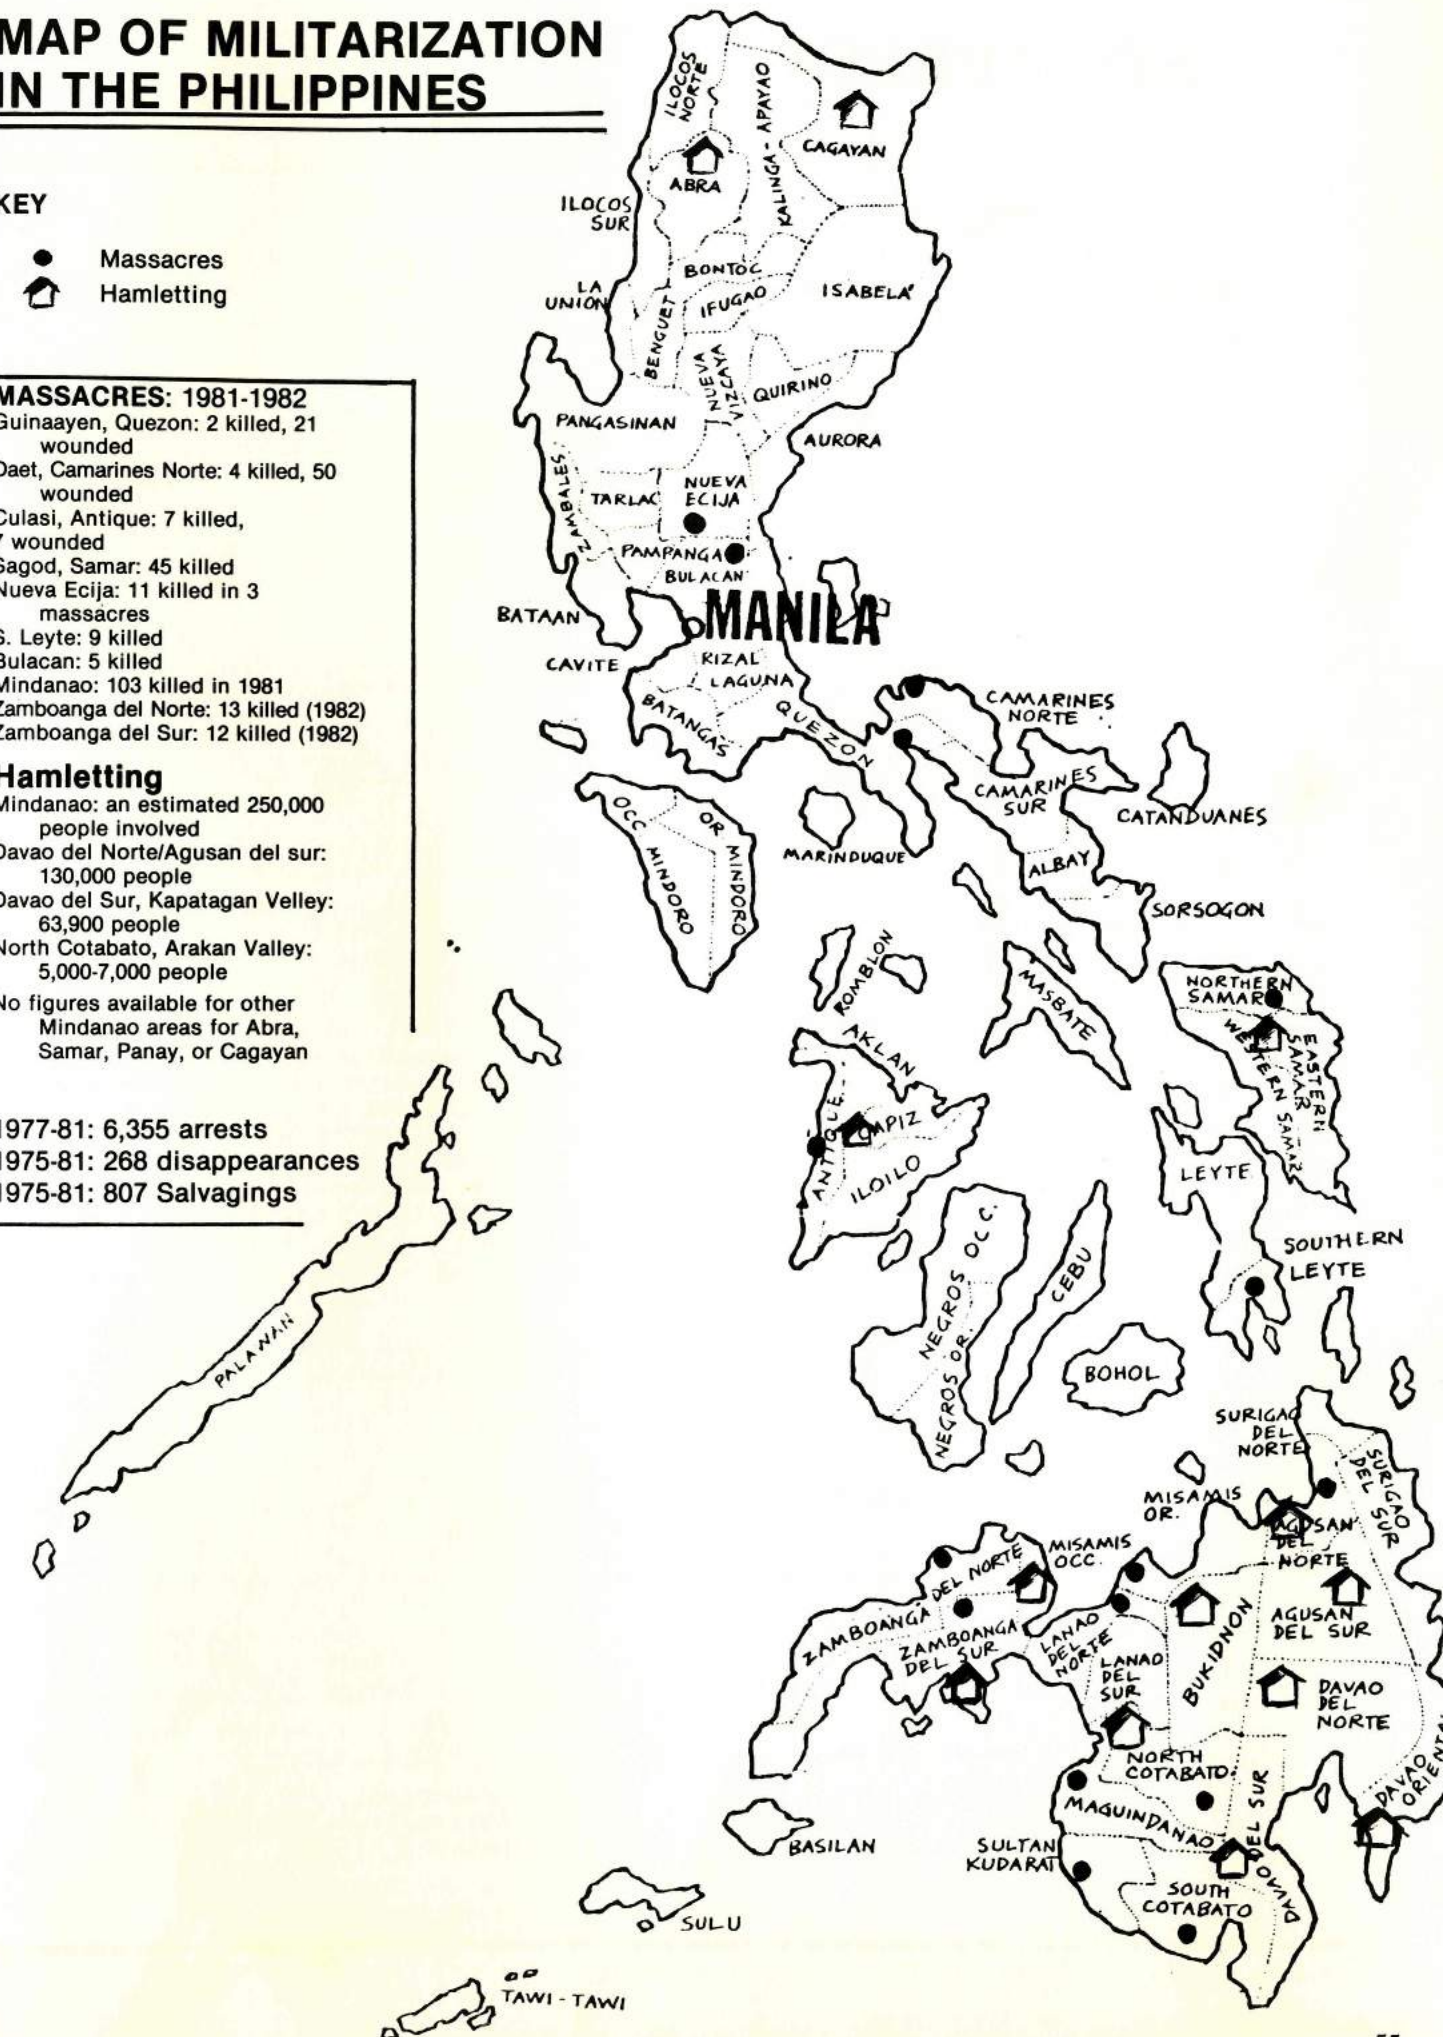 MAP OF MILITARIZATION
IN THE PHILIPPINES
KEY
Massacres
Hamletting
MASSACRES: 1981-1982
Guinaayen, Quezon: 2 killed, 21
wounded
Daet, Camarines Norte: 4 killed, 50
wounded
Culasi, Antique: 7 killed,
7 wounded
Sagod, Samar: 45 killed
Nueva Ecija: 11 killed in 3
massacres
S. Leyte: 9 killed
Bulacan: 5 killed
Mindanao: 103 killed in 1981
Zamboanga del Norte: 13 killed (1982)
Zamboanga del Sur: 12 killed (1982)
Hamletting
Mindanao: an estimated 250,000
people involved
Davao del Norte/Agusan del sur:
130,000 people
Davao del Sur, Kapatagan Velley:
63,900 people
North Cotabato, Arakan Valley:
5,000-7,000 people
No figures available for other
Mindanao areas for Abra,
Samar, Panay, or Cagayan
1977-81: 6,355 arrests
1975-81: 268 disappearances
1975-81: 807 Salvagings
ILOCOS
NORTE
KALINGA-APAYAO
CAGAYAN
ABRA
ILOCOS
SUR
BONTOC
LA
UNION
BENGUET
IFUGAO
ISABELA
NUEVA
VIZCAYA
QUIRINO
PANGASINAN
AURORA
ZAMBALES
TARLAC
NUEVA
ECIJA
PAMPANGA
BULACAN
BATAAN
MANILA
CAVITE
RIZAL
LAGUNA
BATANGAS
QUEZON
CAMARINES
NORTE
CAMARINES
SUR
CATANDUANES
OCC MINDORO
OR MINDORO
MARINDUQUE
ALBAY
SORSOGON
ROMBLON
MASBATE
NORTHERN
SAMAR
WESTERN SAMAR
EASTERN
SAMAR
AKLAN
ANTIQUE
CAPIZ
ILOILO
LEYTE
SOUTHERN
LEYTE
NEGROS OCC.
NEGROS OR.
CEBU
BOHOL
PALANAN
SURIGAO
DEL
NORTE
SURIGAO
DEL SUR
MISAMIS
OR.
AGUSAN
DEL
NORTE
MISAMIS
OCC.
ZAMBOANGA DEL NORTE
ZAMBOANGA
DEL SUR
LANAO
DEL
NORTE
LANAO
DEL
SUR
BUKIDNON
AGUSAN
DEL SUR
DAVAO
DEL
NORTE
NORTH
COTABATO
DAVAO
ORIENTAL
MAGUINDANAO
DAVAO DEL SUR
BASILAN
SULTAN
KUDARAT
SOUTH
COTABATO
SULU
TAWI-TAWI